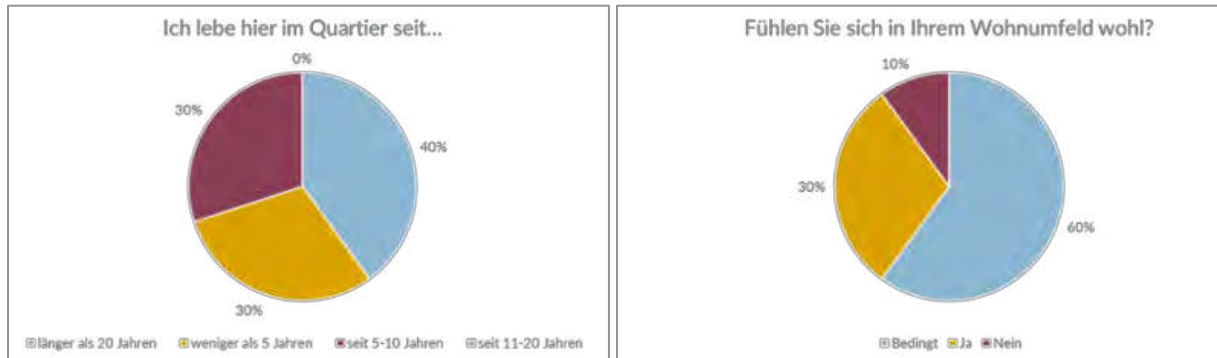 Ich lebe hier im Quartier seit...
0%
30%
40%
30%
länger als 20 Jahren weniger als 5 Jahren seit 5-10 Jahren seit 11-20 Jahren
Fühlen Sie sich in Ihrem Wohnumfeld wohl?
10%
30%
60%
Bedingt Ja Nein